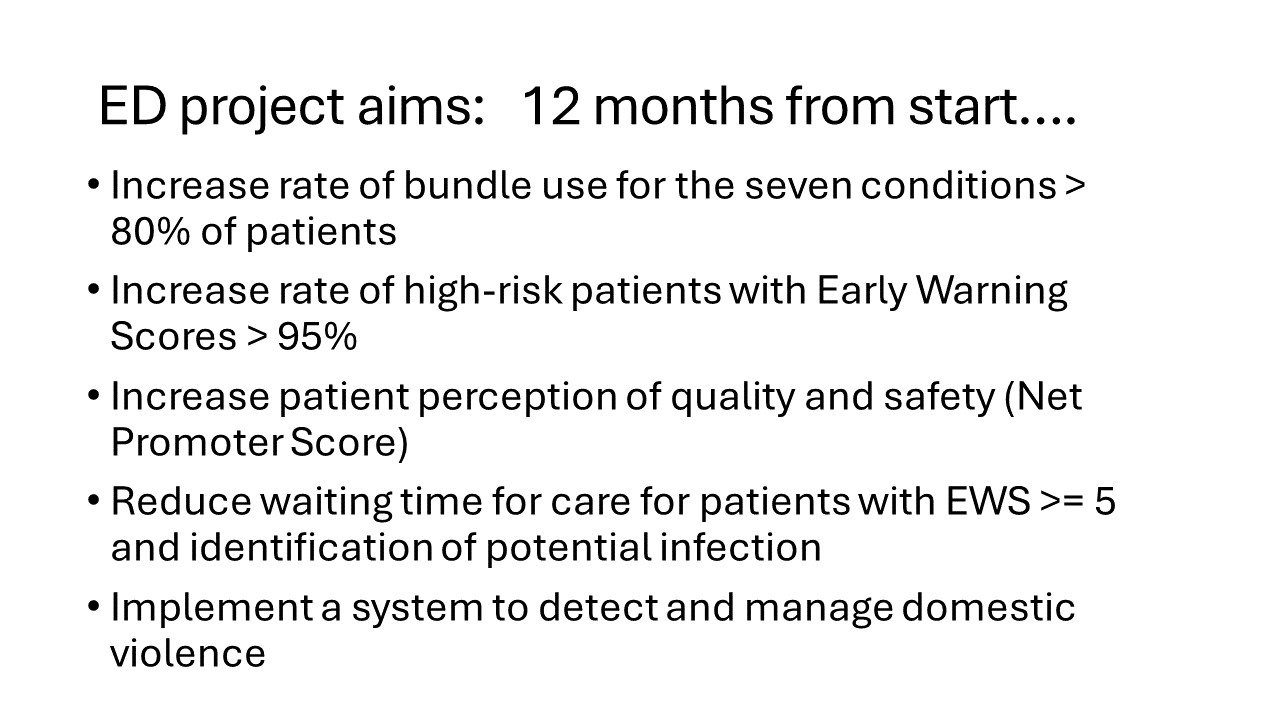 ED project aims:   12 months from start....
• Increase rate of bundle use for the seven conditions >
80% of patients
• Increase rate of high-risk patients with Early Warning
Scores > 95%
• Increase patient perception of quality and safety (Net
Promoter Score)
• Reduce waiting time for care for patients with EWS >= 5
and identification of potential infection
• Implement a system to detect and manage domestic
violence